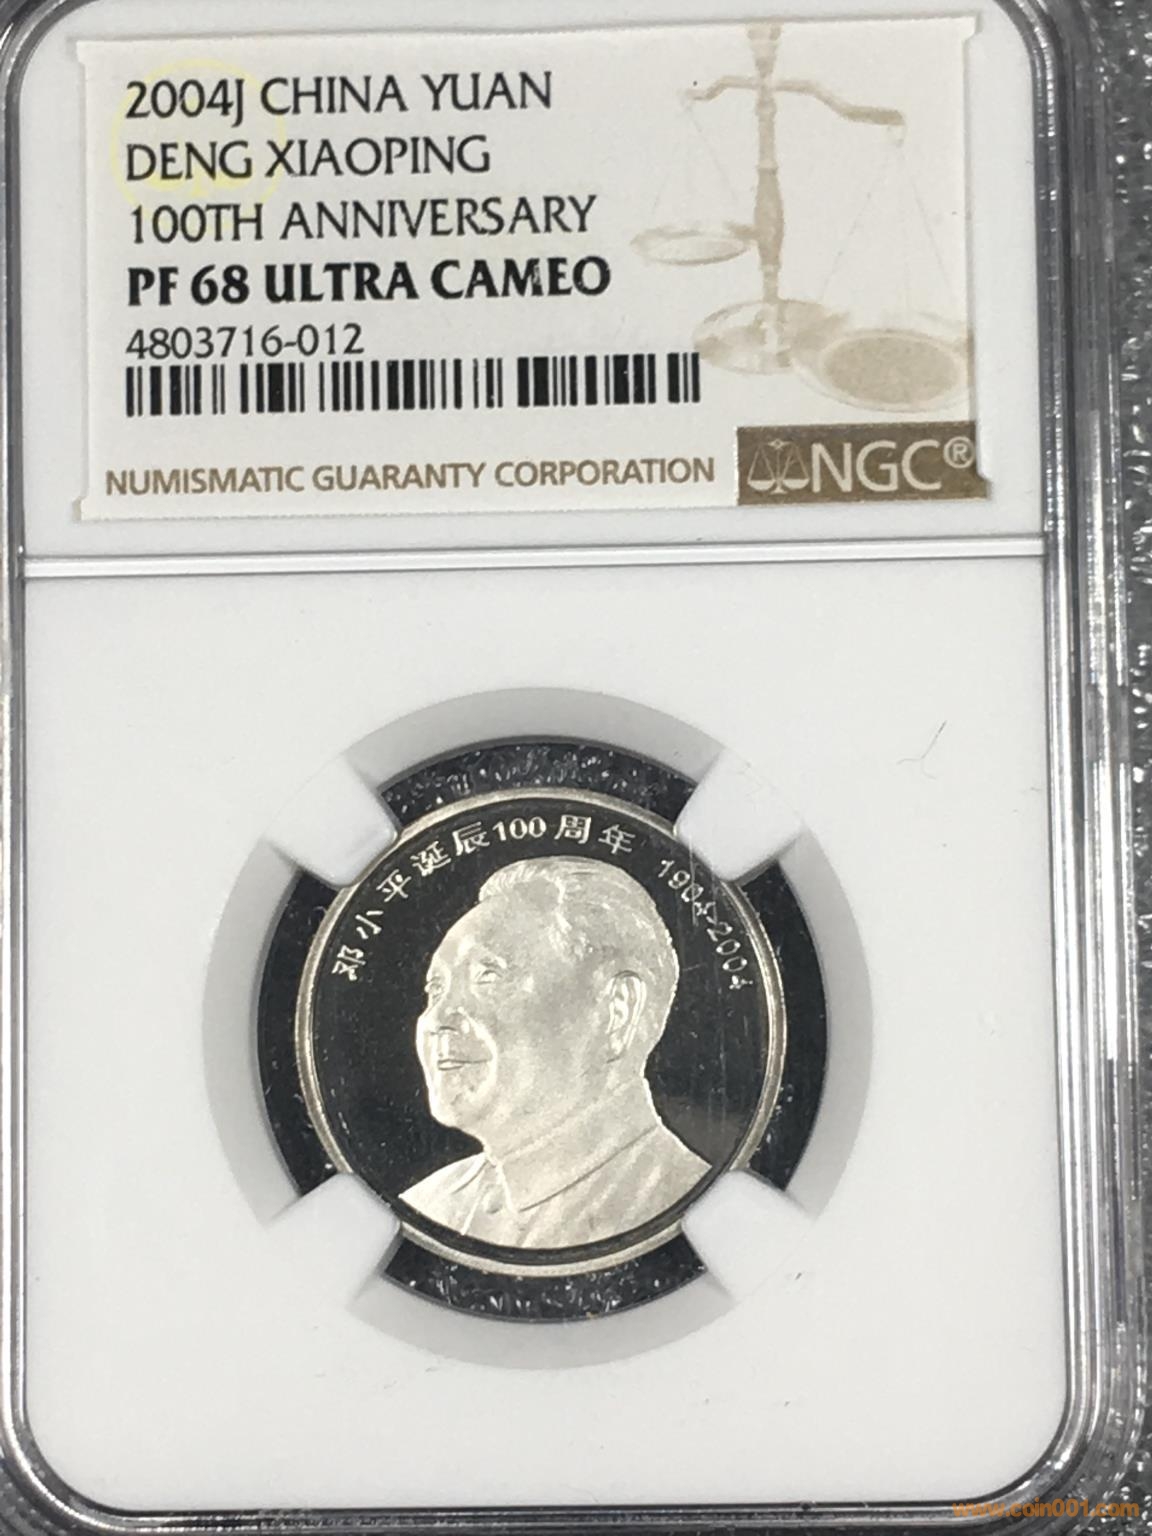 2004J CHINA YUAN
DENG XIAOPING
100TH ANNIVERSARY
PF 68 ULTRA CAMEO
4803716-012
NUMISMATIC GUARANTY CORPORATION
NGC®
邓小平诞辰100周年 1904-2004
www.coin001.com